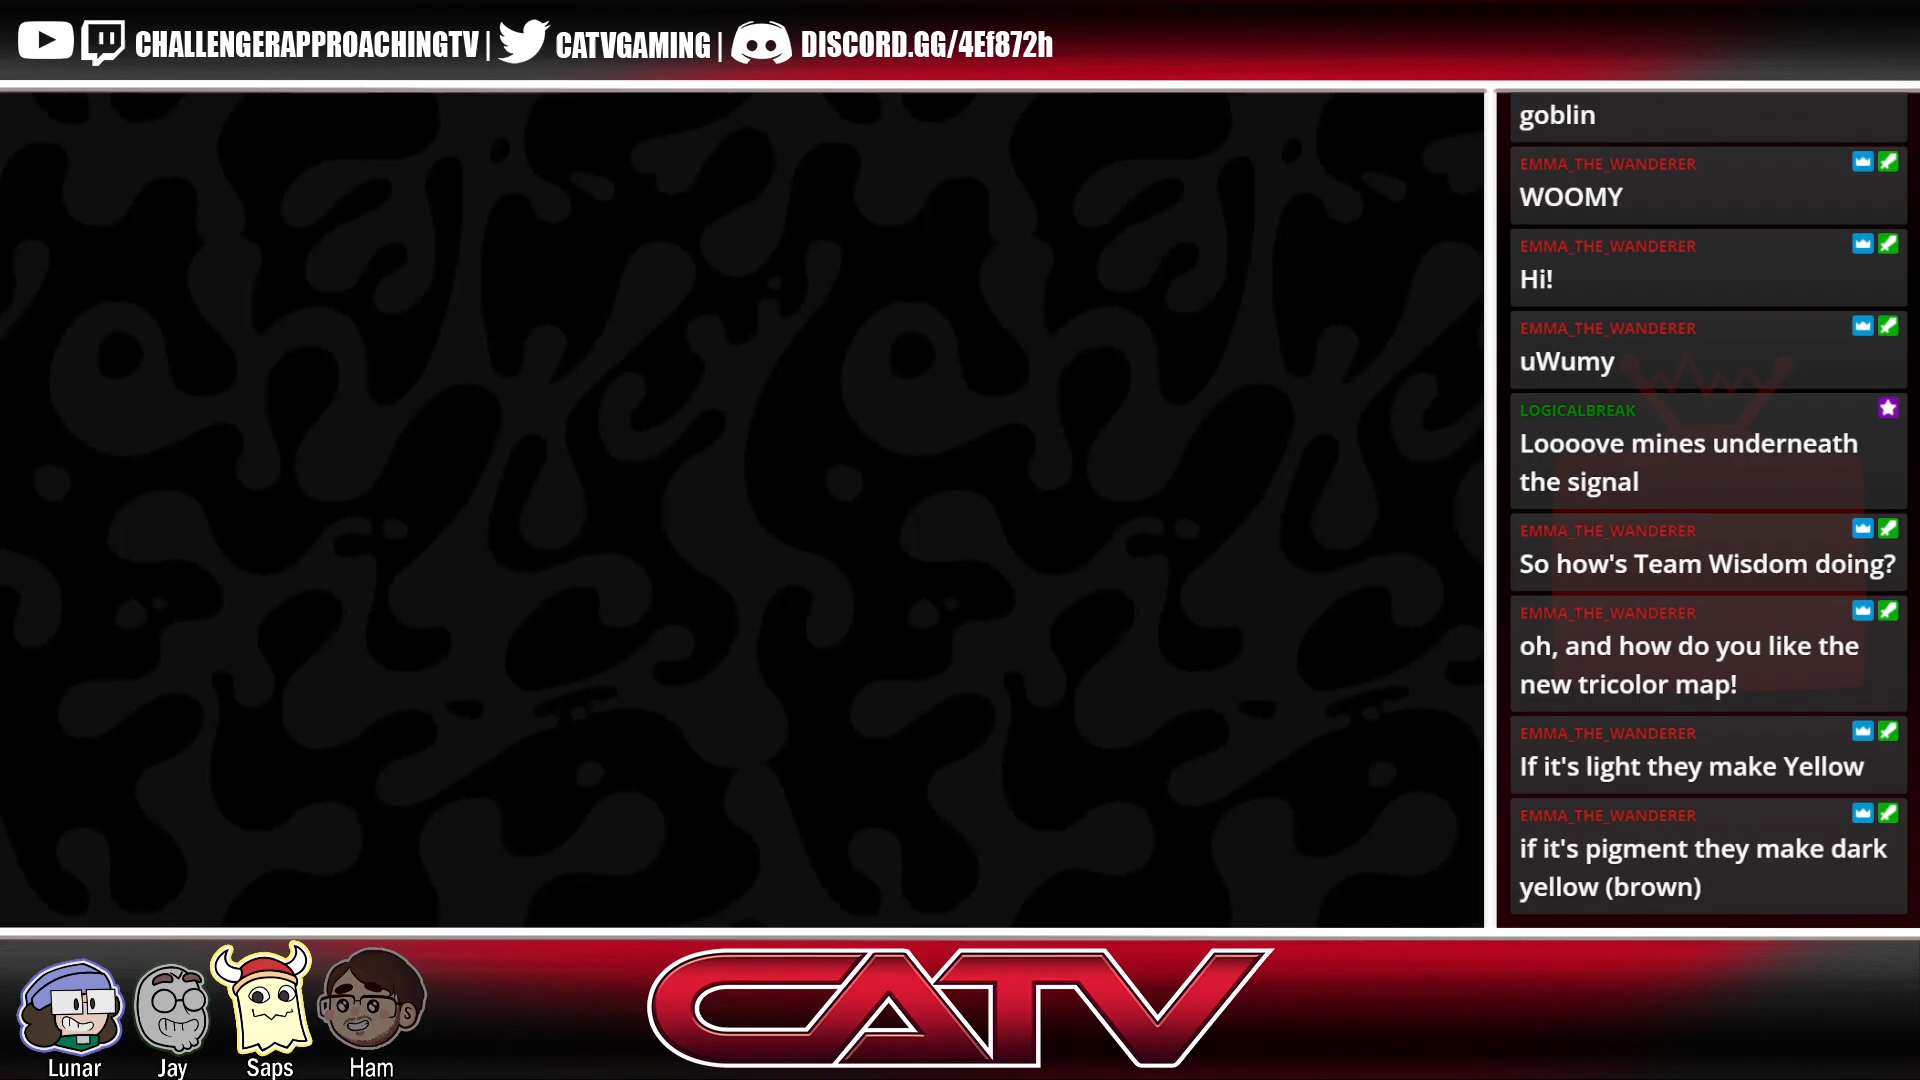 CHALLENGERAPPROACHINGTV | CATVGAMING | DISCORD.GG/4Ef872h
goblin
EMMA_THE_WANDERER
WOOMY
EMMA_THE_WANDERER
Hi!
EMMA_THE_WANDERER
uWumy
LOGICALBREAK
Loooove mines underneath
the signal
EMMA_THE_WANDERER
So how's Team Wisdom doing?
EMMA_THE_WANDERER
oh, and how do you like the
new tricolor map!
EMMA_THE_WANDERER
If it's light they make Yellow
EMMA_THE_WANDERER
if it's pigment they make dark
yellow (brown)
CATV
Lunar Jay Saps Ham